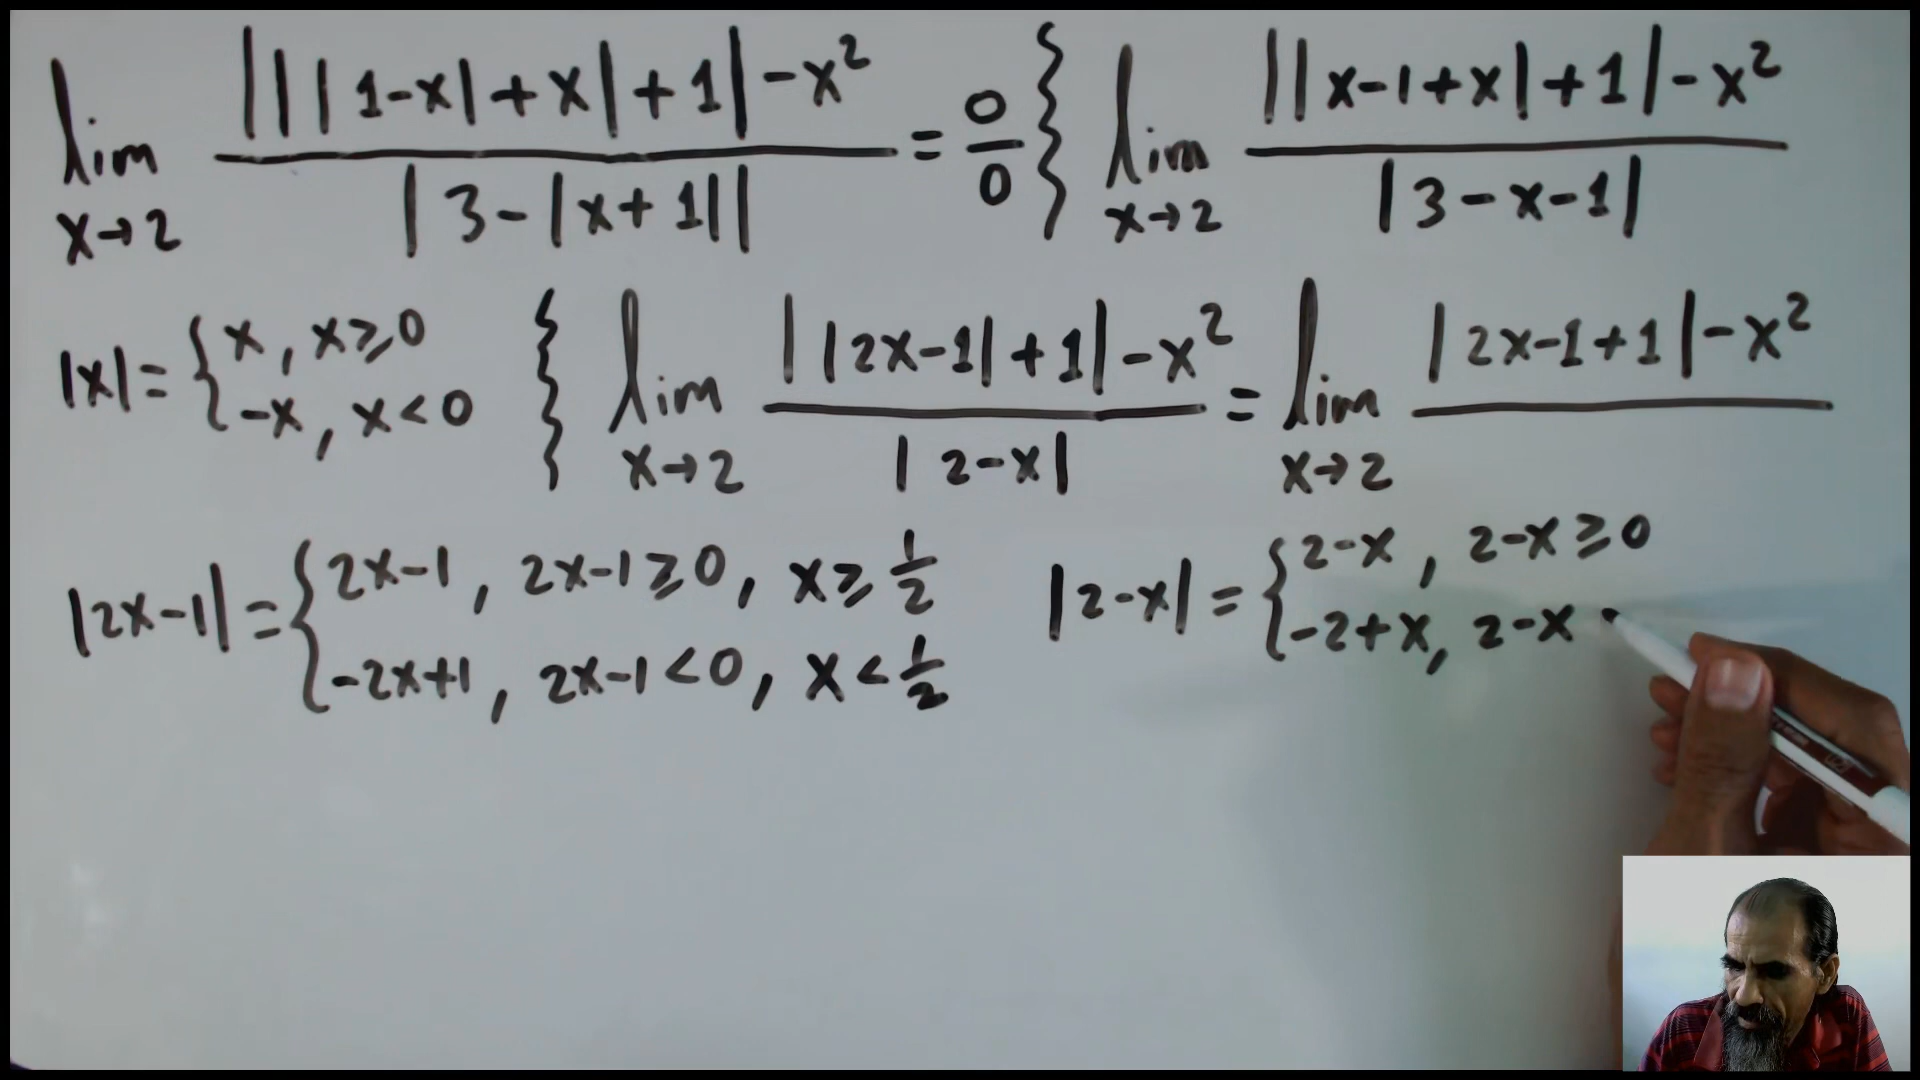 lim x→2 ||||1-x|+x|+1|-x² / |3-|x+1|| = 0/0 { lim x→2 |||x-1+x|+1|-x² / |3-x-1|
|x|= { x, x≥0
-x, x<0
{ lim x→2 ||2x-1|+1|-x² / |2-x| = lim x→2 |2x-1+1|-x²
|2x-1|= { 2x-1, 2x-1≥0, x≥ 1/2
-2x+1, 2x-1<0, x< 1/2
|2-x|= { 2-x, 2-x≥0
-2+x, 2-x